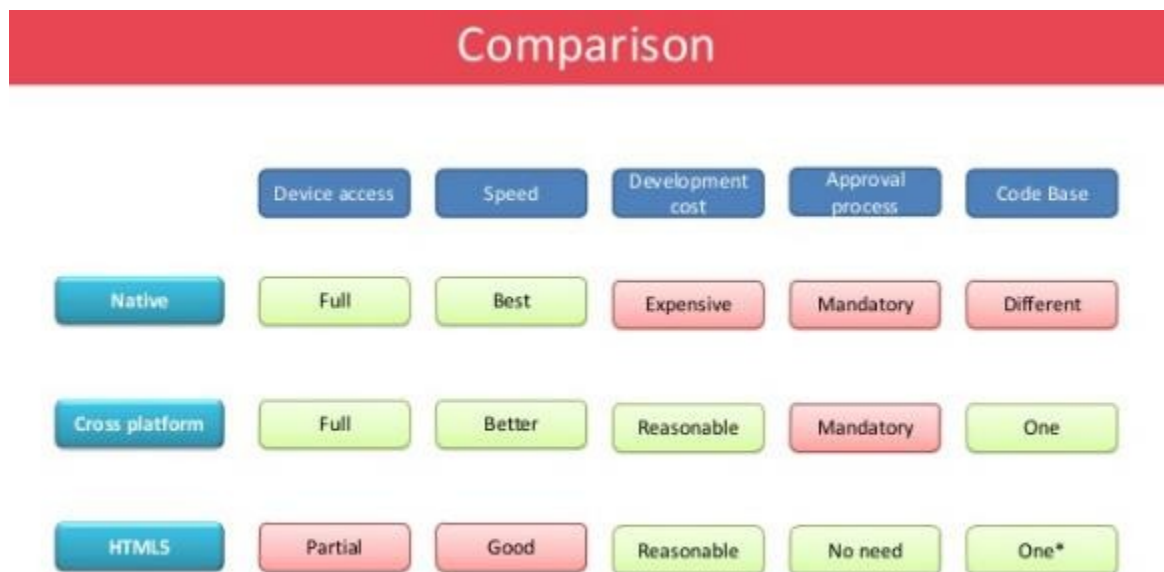 Comparison
Device access Speed Development cost Approval process Code Base
Native Full Best Expensive Mandatory Different
Cross platform Full Better Reasonable Mandatory One
HTML5 Partial Good Reasonable No need One*